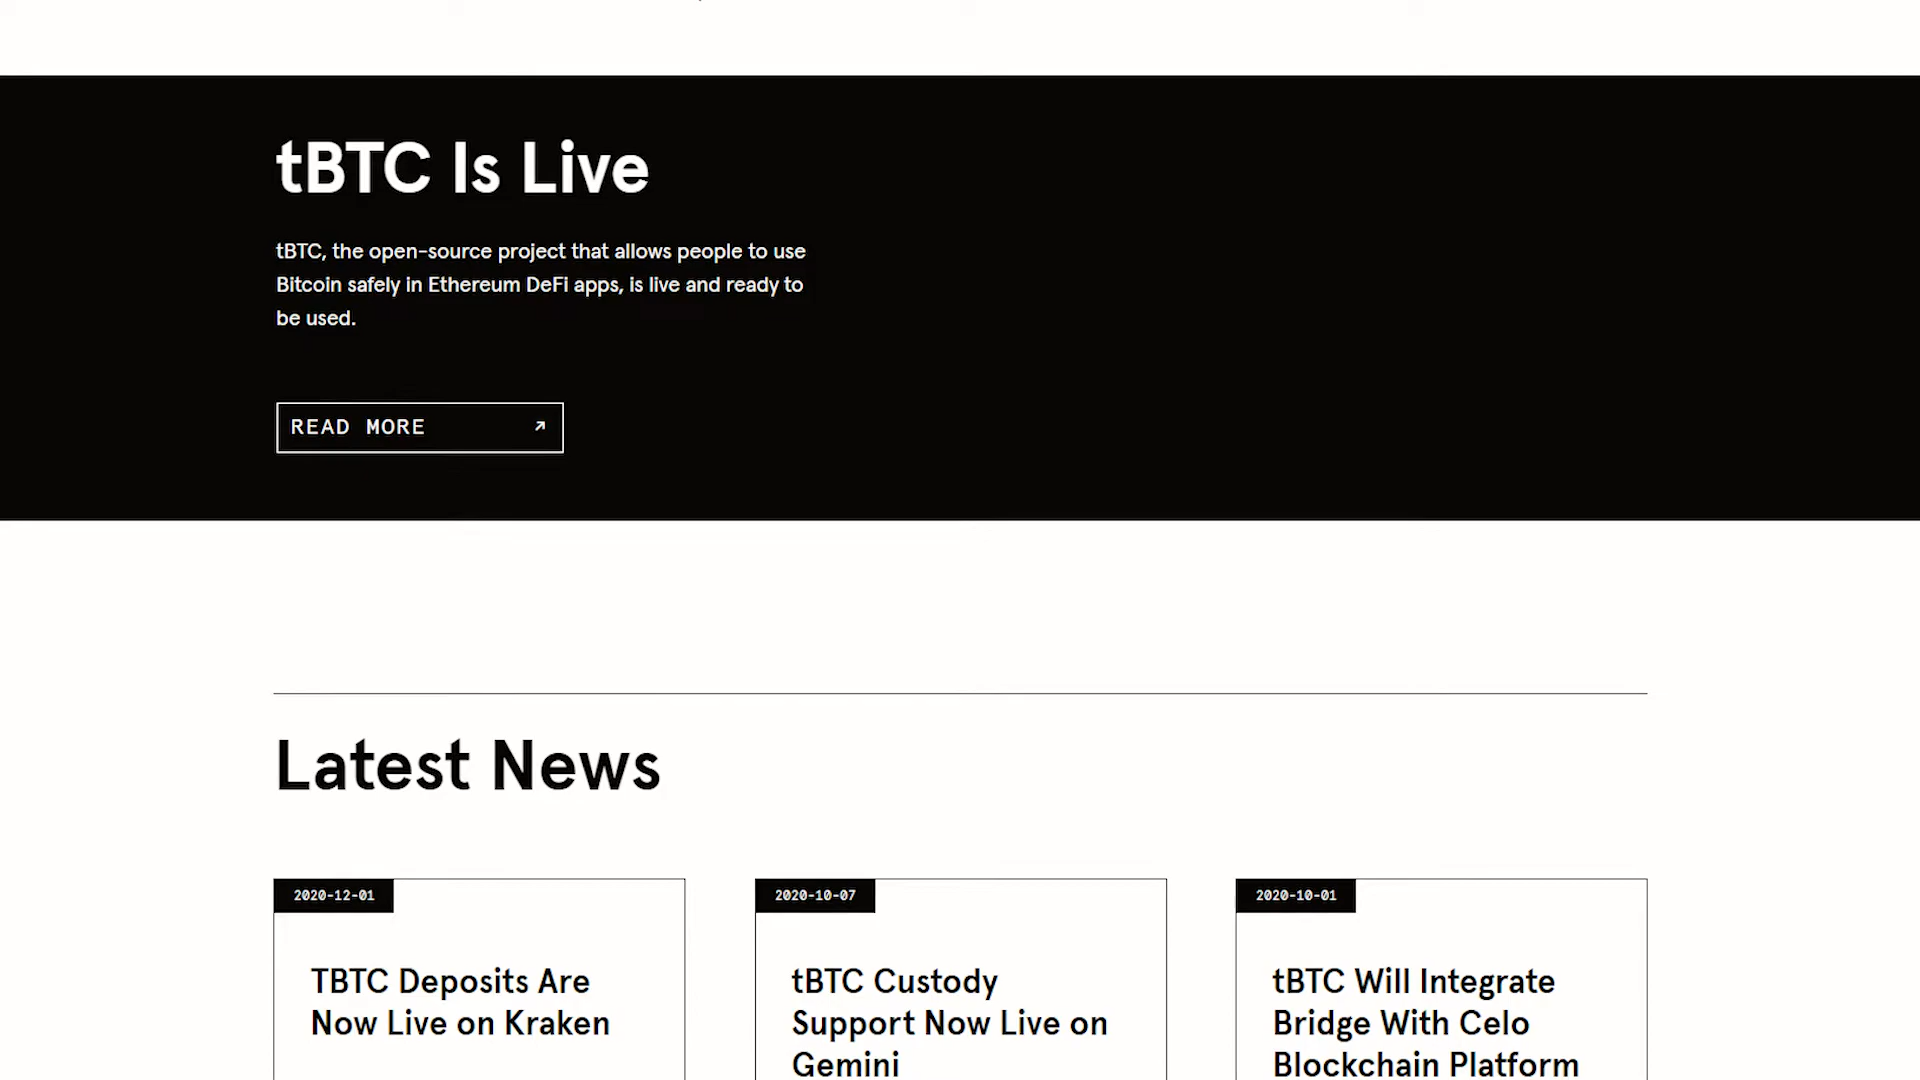 tBTC Is Live
tBTC, the open-source project that allows people to use
Bitcoin safely in Ethereum DeFi apps, is live and ready to
be used.
READ MORE
Latest News
2020-12-01
TBTC Deposits Are
Now Live on Kraken
2020-10-07
tBTC Custody
Support Now Live on
Gemini
2020-10-01
tBTC Will Integrate
Bridge With Celo
Blockchain Platform